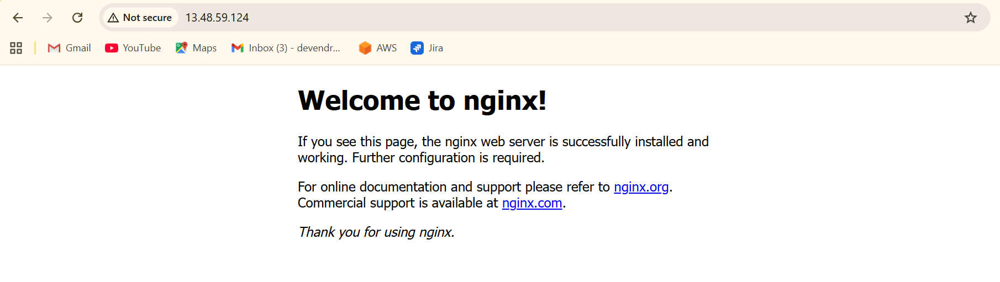 Not secure 13.48.59.124
Gmail YouTube Maps Inbox (3) - devendr... AWS Jira
Welcome to nginx!
If you see this page, the nginx web server is successfully installed and
working. Further configuration is required.
For online documentation and support please refer to nginx.org.
Commercial support is available at nginx.com.
Thank you for using nginx.